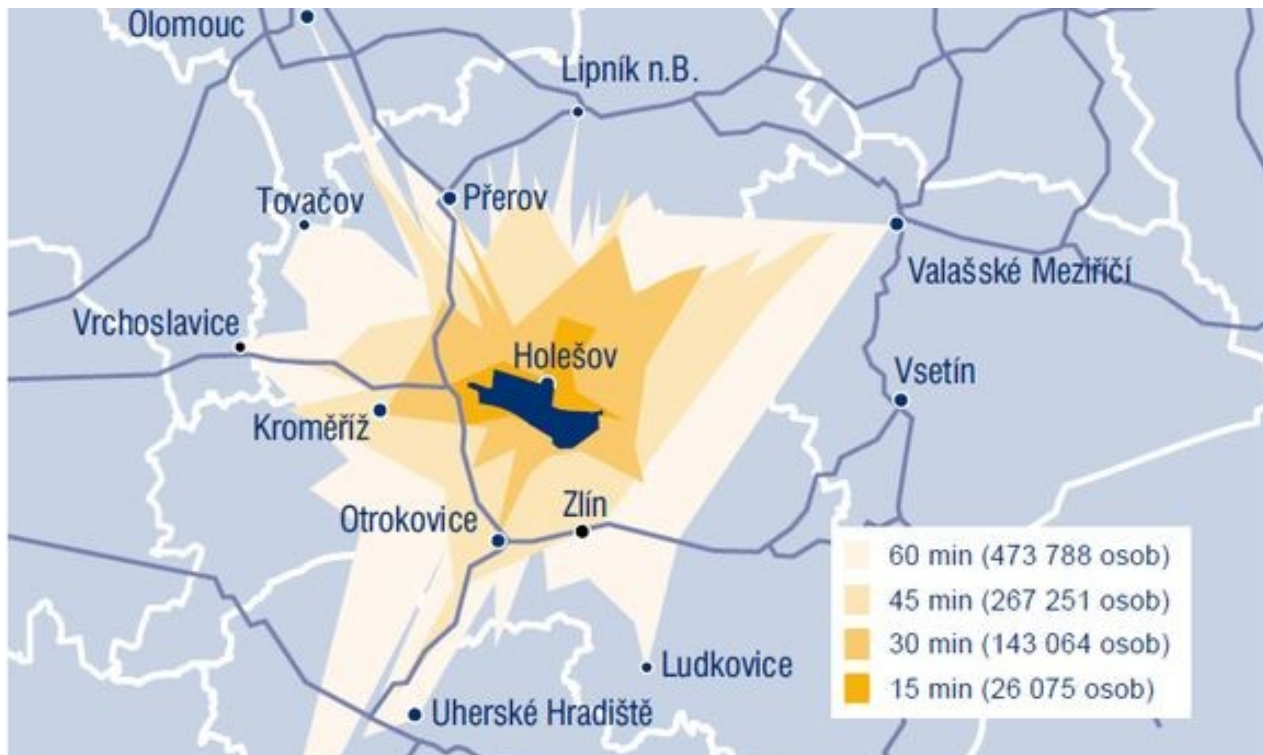 Olomouc
Lipník n.B.
Přerov
Tovačov
Valašské Meziříčí
Vrchoslavice
Holešov
Vsetín
Kroměříž
Zlín
Otrokovice
60 min (473 788 osob)
45 min (267 251 osob)
30 min (143 064 osob)
15 min (26 075 osob)
Ludkovice
Uherské Hradiště